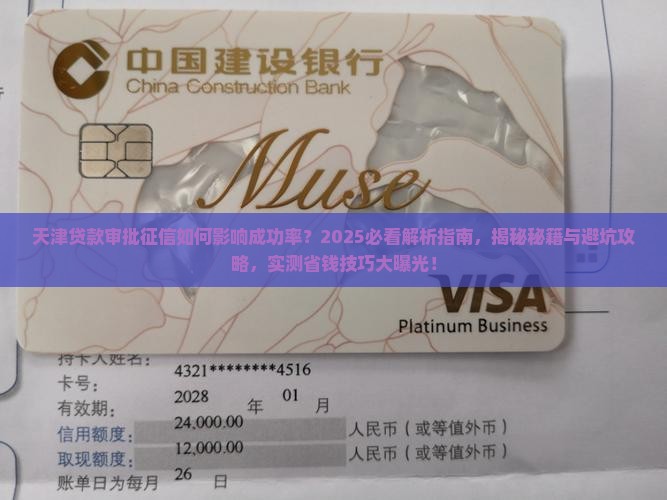 中国建设银行
China Construction Bank
Muse
天津贷款审批征信如何影响成功率？2025必看解析指南，揭秘秘籍与避坑攻
略，实测省钱技巧大曝光！
VISA
Platinum Business
持卡人姓名：
卡号： 4321********4516
有效期： 2028 年 01 月
信用额度： 24,000.00 人民币（或等值外币）
取现额度： 12,000.00 人民币（或等值外币）
账单日为每月 26 日